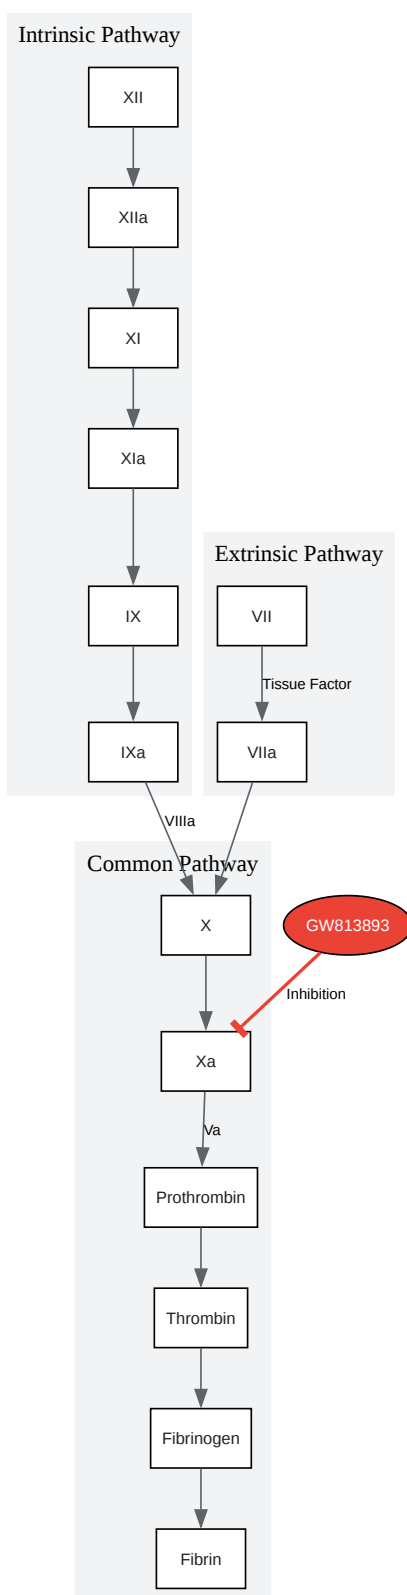 Intrinsic Pathway
XII
XIIa
XI
XIa
Extrinsic Pathway
IX
VII
Tissue Factor
IXa
VIIa
VIIIa
Common Pathway
X
GW813893
Inhibition
Xa
Va
Prothrombin
Thrombin
Fibrinogen
Fibrin